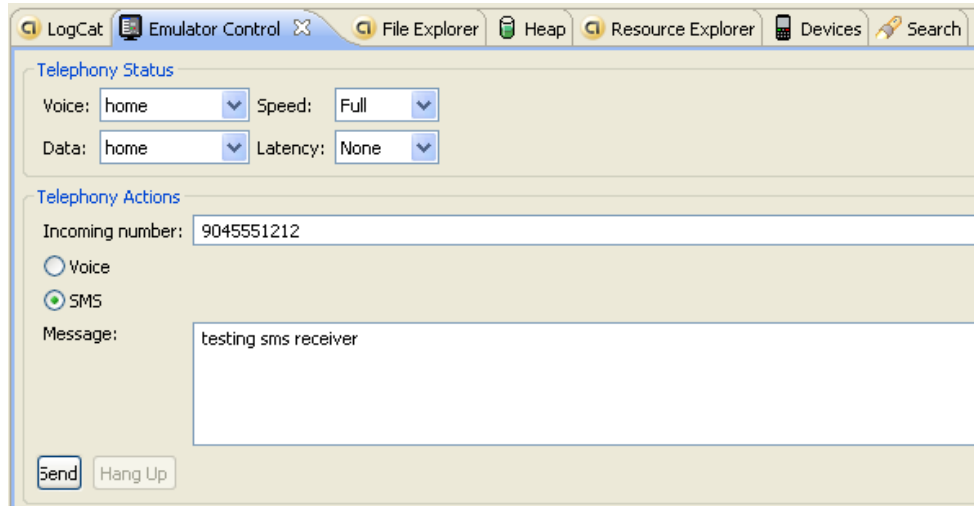 LogCat Emulator Control File Explorer Heap Resource Explorer Devices Search
Telephony Status
Voice: home Speed: Full
Data: home Latency: None
Telephony Actions
Incoming number: 9045551212
Voice
SMS
Message: testing sms receiver
Send Hang Up